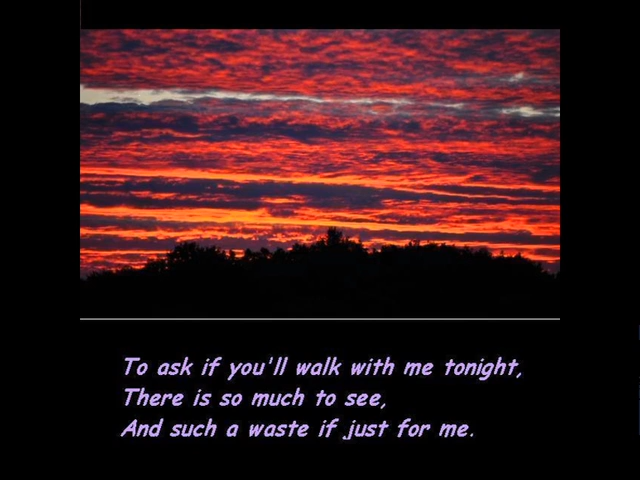 To ask if you'll walk with me tonight,
There is so much to see,
And such a waste if just for me.